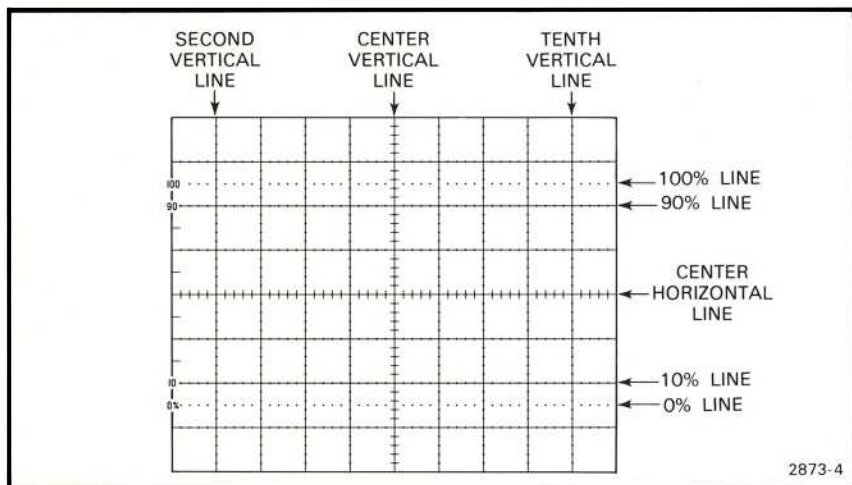 SECOND
VERTICAL
LINE
CENTER
VERTICAL
LINE
TENTH
VERTICAL
LINE
100
100% LINE
90
90% LINE
CENTER
HORIZONTAL
LINE
10
10% LINE
0%
0% LINE
2873-4